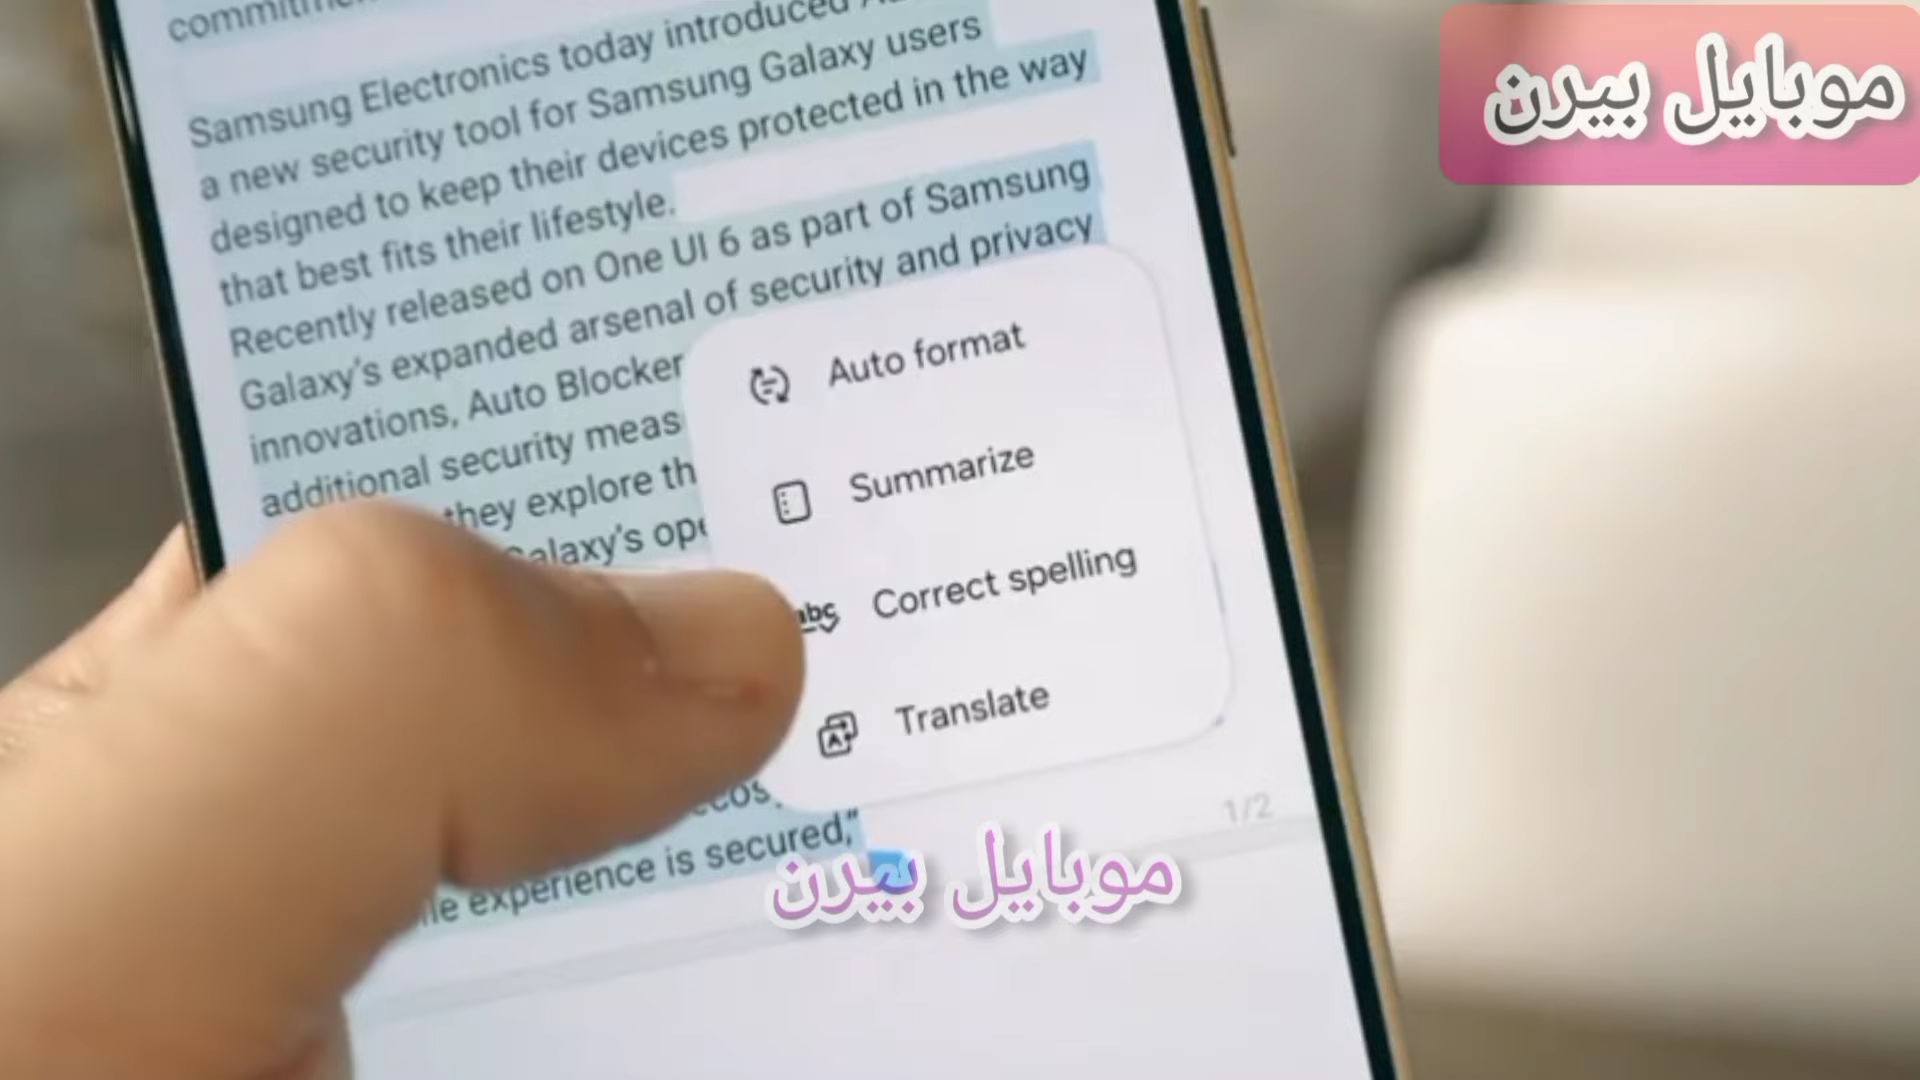 موبايل بيرن
Samsung Electronics today introduced
a new security tool for Samsung Galaxy users
designed to keep their devices protected in the way
that best fits their lifestyle.
Recently released on One UI 6 as part of Samsung
Galaxy's expanded arsenal of security and privacy
innovations, Auto Blocker
additional security
they explore
Galaxy's
experience is secured,"
Auto format
Summarize
abc Correct spelling
A Translate
1/2
موبايل بيرن